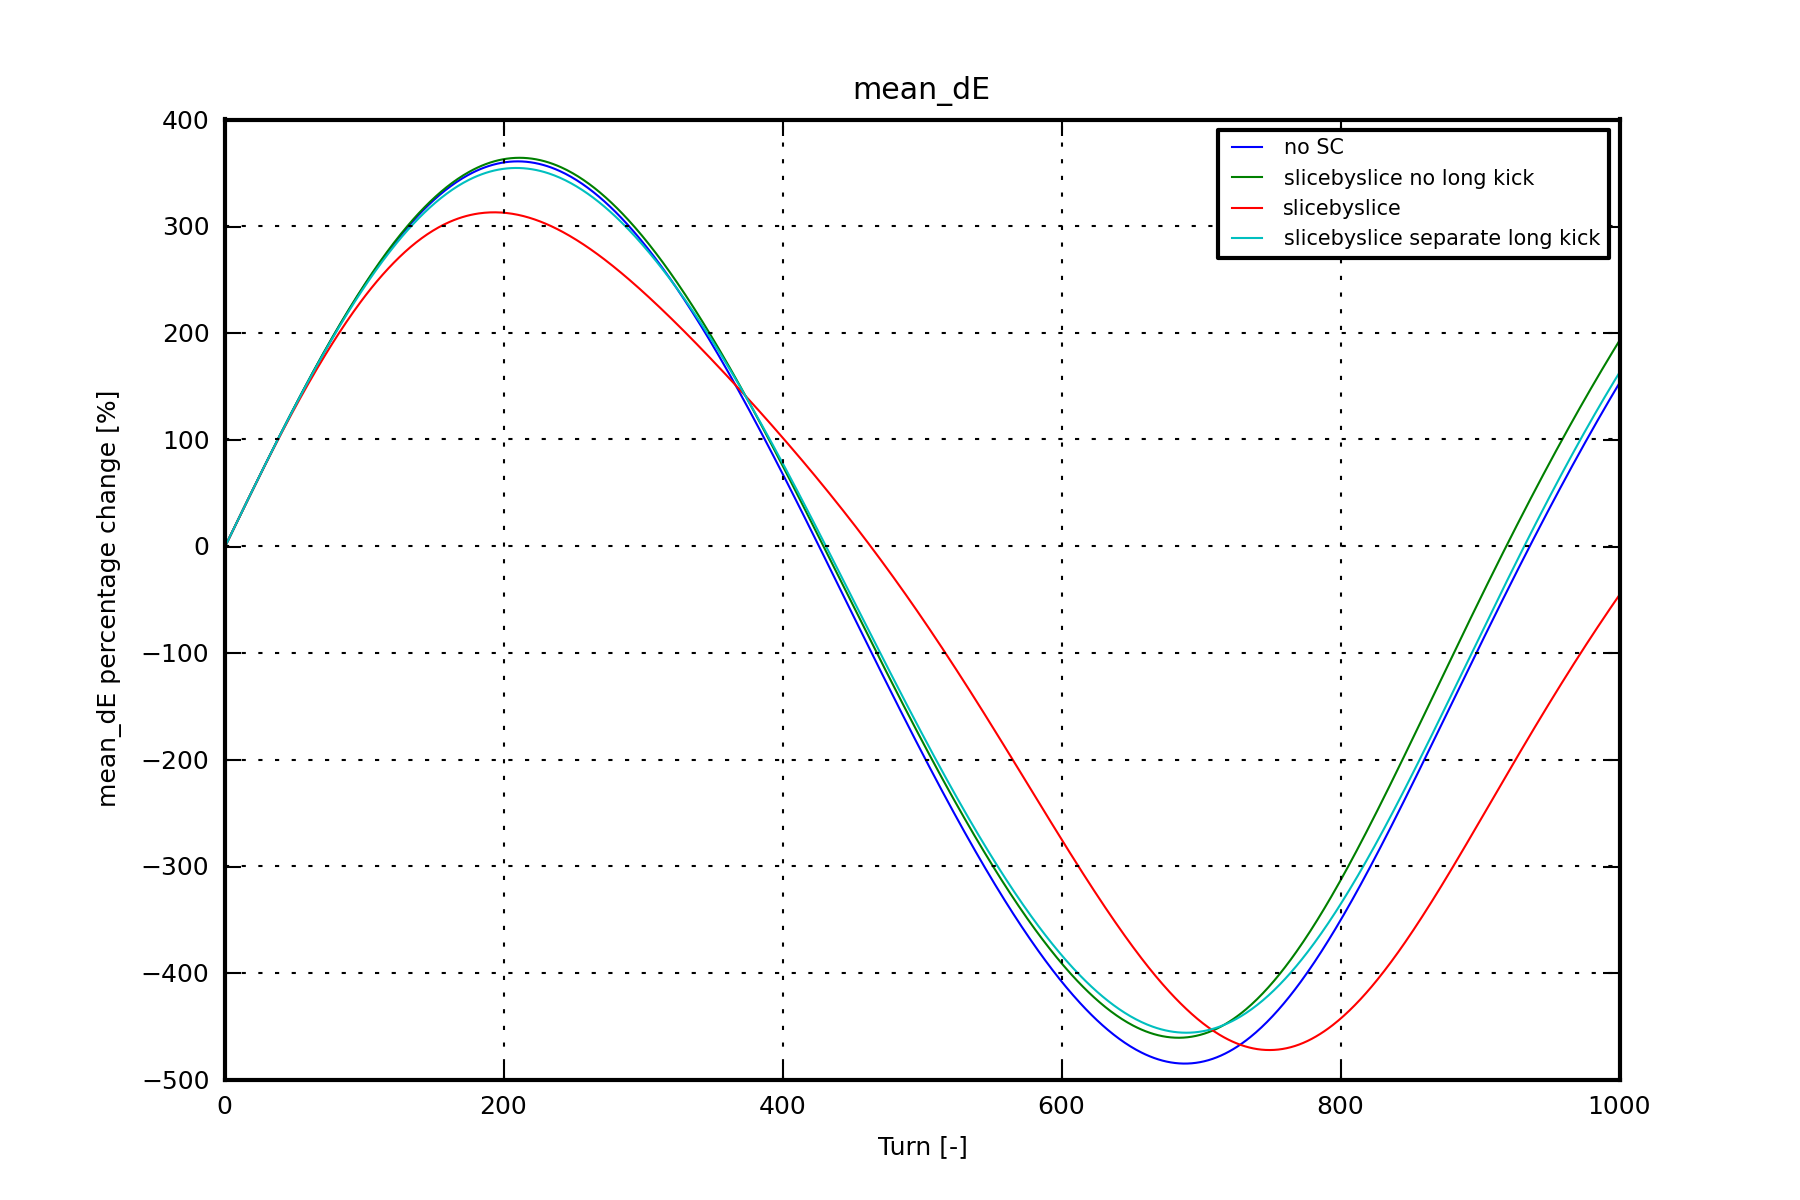 mean_dE
400
300
200
100
0
−100
−200
−300
−400
−500
mean_dE percentage change [%]
no SC
slicebyslice no long kick
slicebyslice
slicebyslice separate long kick
0 200 400 600 800 1000
Turn [-]